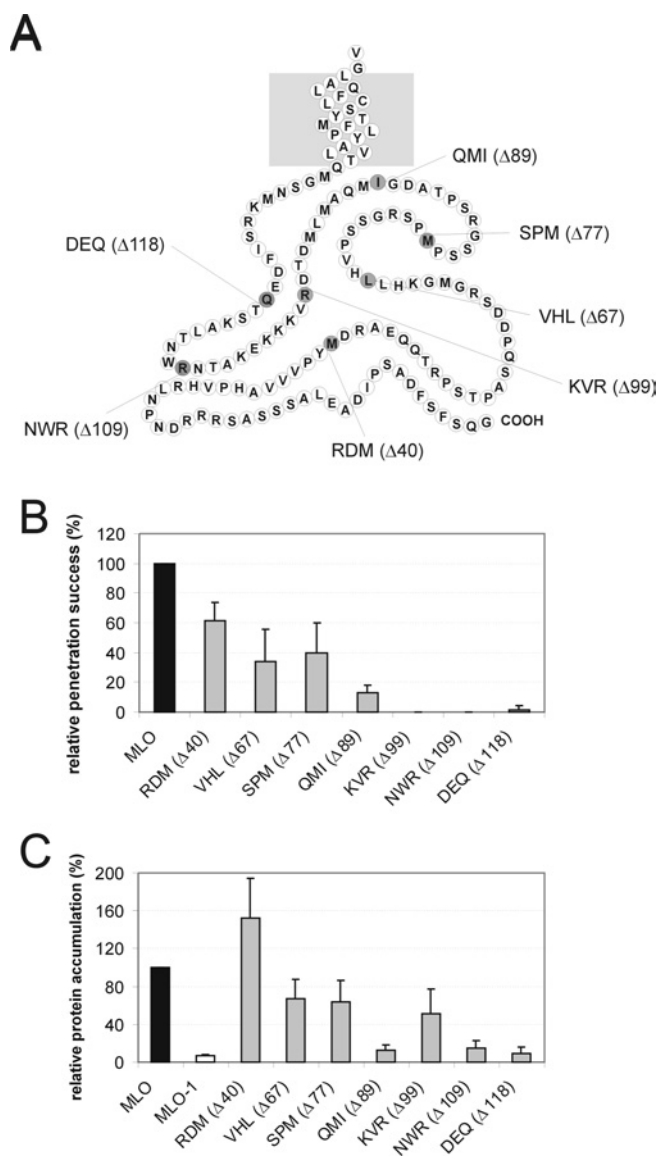 A
QMGSNMKRSIFDEQTSKALTNWRNTAKEKKKVRDTDMLMAQMIGDATPSRGSSPMPSRGSSPVHLLHKGMGRSDDPQSAPTSPRTQQEARDMYPVVVAHPVHRLNPNDRRRSASSSALEADIPSADFSFSQG
COOH
QMI (Δ89)
DEQ (Δ118)
SPM (Δ77)
VHL (Δ67)
KVR (Δ99)
NWR (Δ109)
RDM (Δ40)
B
relative penetration success (%)
120
100
80
60
40
20
0
MLO
RDM (Δ40)
VHL (Δ67)
SPM (Δ77)
QMI (Δ89)
KVR (Δ99)
NWR (Δ109)
DEQ (Δ118)
C
relative protein accumulation (%)
200
160
120
80
40
0
MLO
MLO-1
RDM (Δ40)
VHL (Δ67)
SPM (Δ77)
QMI (Δ89)
KVR (Δ99)
NWR (Δ109)
DEQ (Δ118)